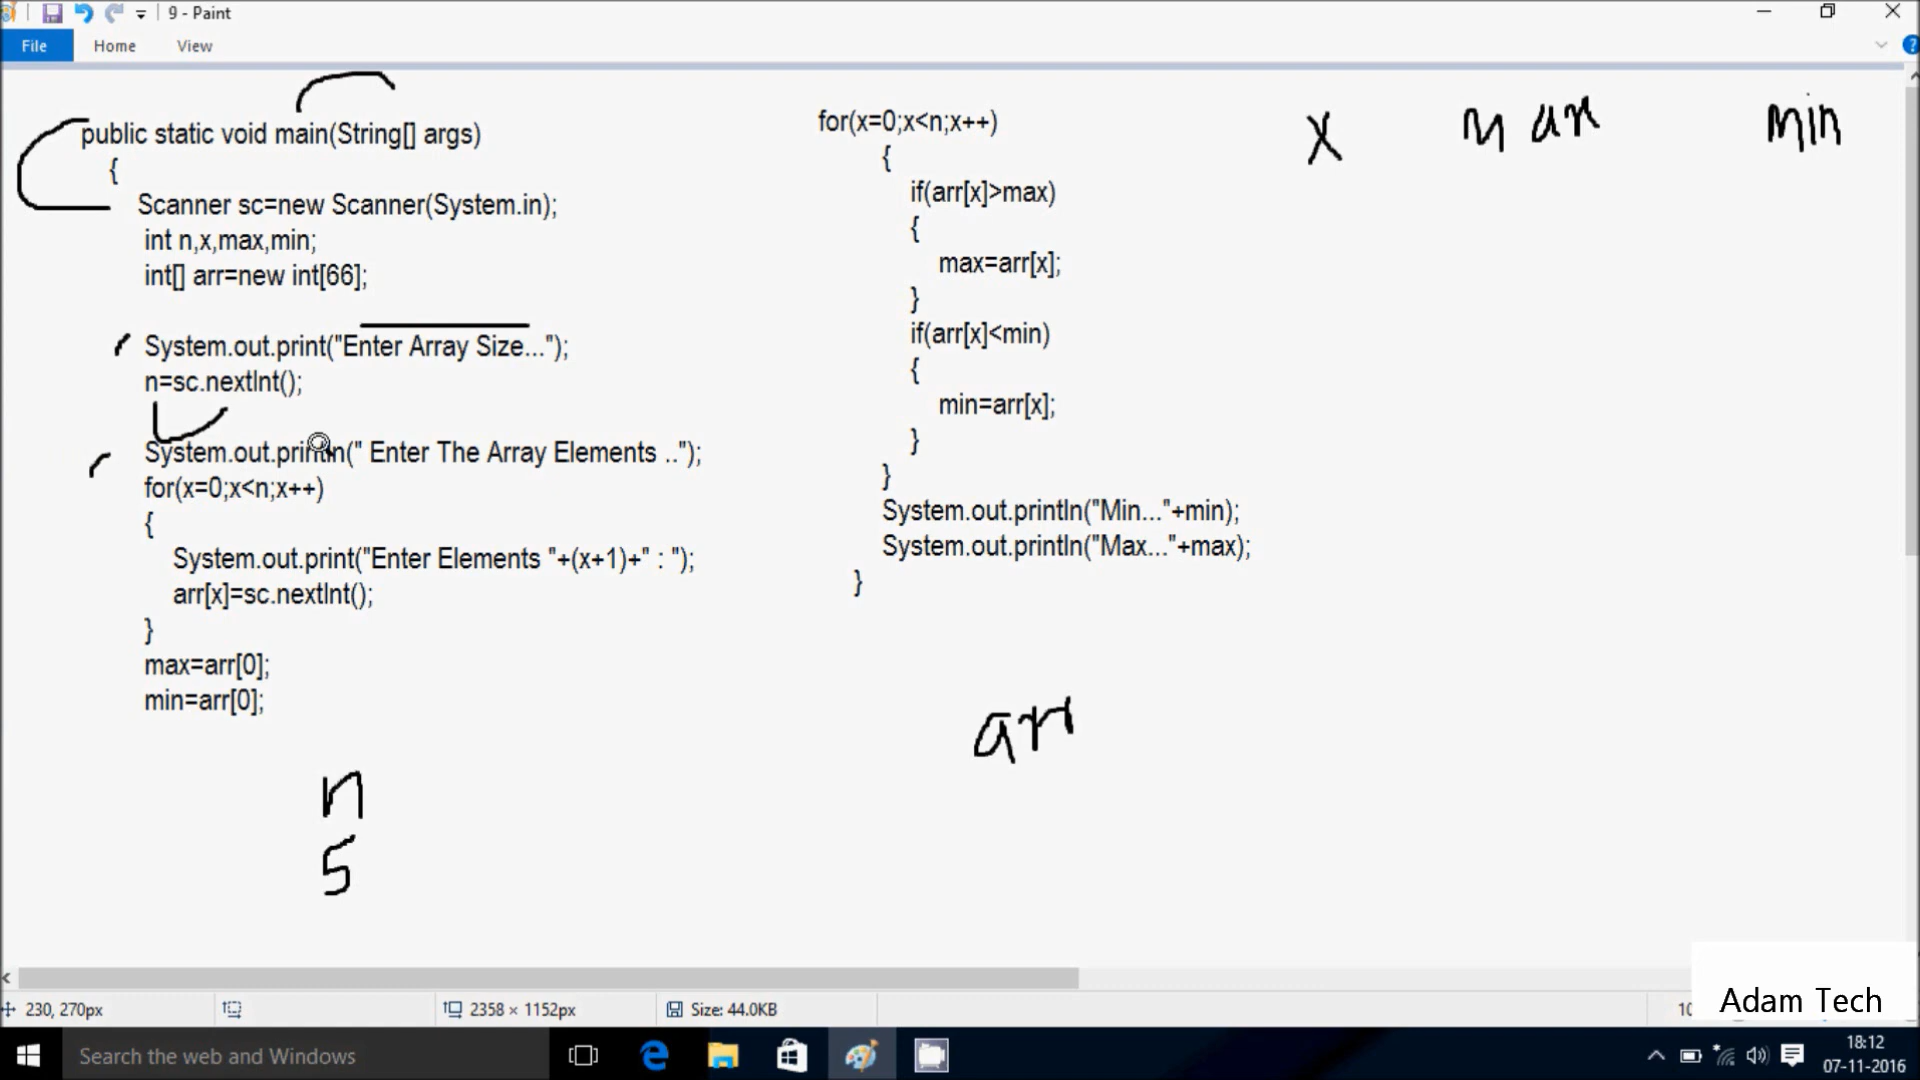 9 - Paint
File Home View
public static void main(String[] args)
{
Scanner sc=new Scanner(System.in);
int n,x,max,min;
int[] arr=new int[66];
System.out.print("Enter Array Size...");
n=sc.nextInt();
System.out.println(" Enter The Array Elements ..");
for(x=0;x<n;x++)
{
System.out.print("Enter Elements "+(x+1)+" : ");
arr[x]=sc.nextInt();
}
max=arr[0];
min=arr[0];
for(x=0;x<n;x++)
{
if(arr[x]>max)
{
max=arr[x];
}
if(arr[x]<min)
{
min=arr[x];
}
}
System.out.println("Min..."+min);
System.out.println("Max..."+max);
}
X max min
arr
n
5
230, 270px 2358 × 1152px Size: 44.0KB
Adam Tech
Search the web and Windows
18:12
07-11-2016